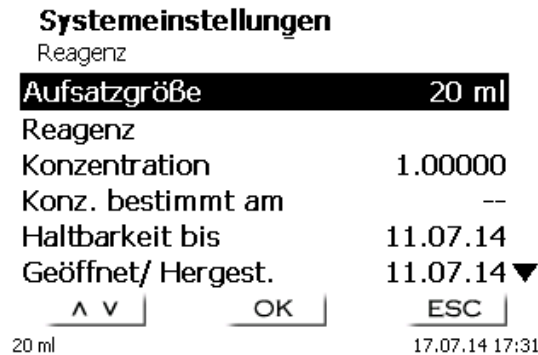 Systemeinstellungen
Reagenz
Aufsatzgröße 20 ml
Reagenz
Konzentration 1.00000
Konz. bestimmt am --
Haltbarkeit bis 11.07.14
Geöffnet/ Hergest. 11.07.14▼
∧ ∨ OK ESC
20 ml 17.07.14 17:31